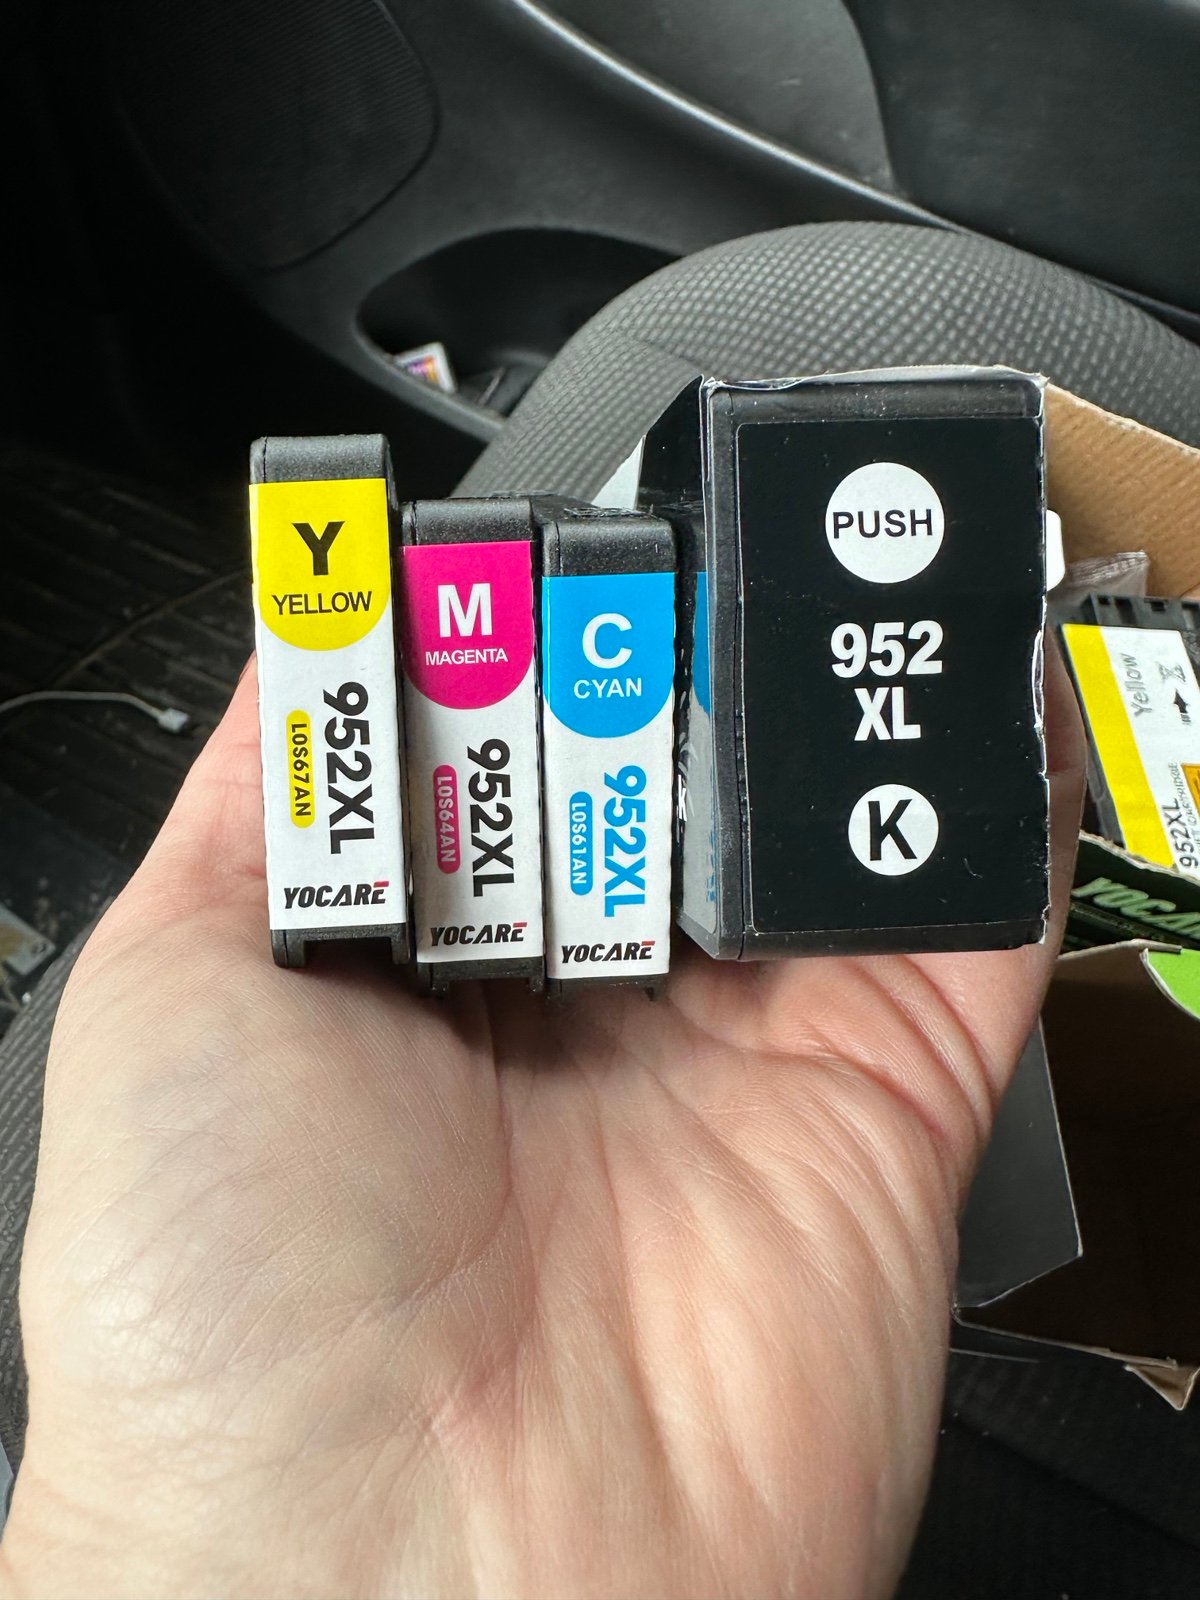 Y
YELLOW
952XL
L0S67AN
YOCARE
M
MAGENTA
952XL
L0S64AN
YOCARE
C
CYAN
952XL
L0S61AN
YOCARE
PUSH
952
XL
K
Yellow
952XL